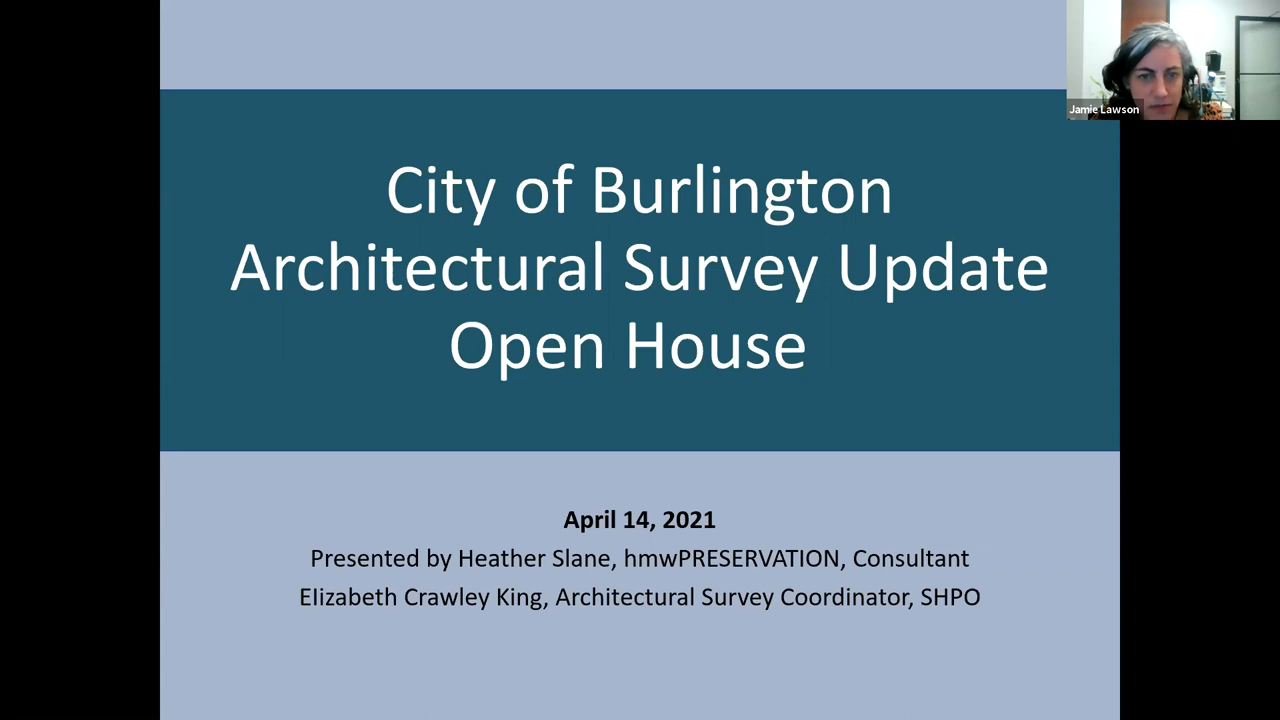 Jamie Lawson
City of Burlington
Architectural Survey Update
Open House
April 14, 2021
Presented by Heather Slane, hmwPRESERVATION, Consultant
Elizabeth Crawley King, Architectural Survey Coordinator, SHPO